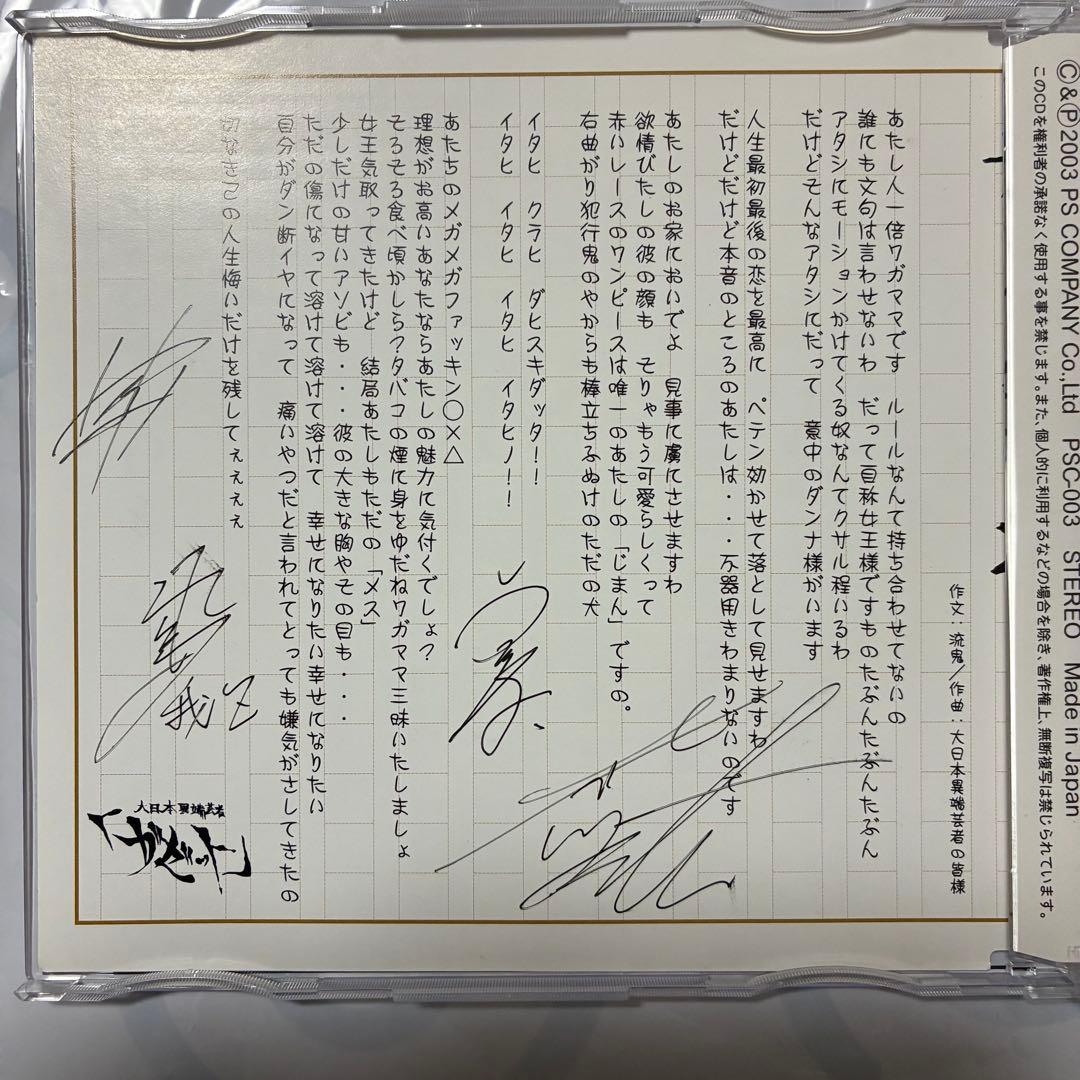 Ⓒ&Ⓟ2003 PS COMPANY Co.,Ltd PSC-003 STEREO Made in Japan
このCDを権利者の承諾なく使用する事を禁じます。また、個人的に利用するなどの場合を除き、著作権上、無断複写は禁じられています。
作文：流鬼／作曲：大日本異端芸者の皆様
あたし人一倍ワガママです ルールなんて持ち合わせてないの
誰にも文句は言わせないわ だって自称女王様ですものたぶんたぶんたぶん
アタシにモーションかけてくる奴なんてクサル程いるわ
だけどそんなアタシにだって 意中のダンナ様がいます
人生最初最後の恋を最高に ペテン効かせて落として見せますわ
だけどだけど本音のところのあたしは・・・不器用きわまりないのです
あたしのお家においでよ 見事に虜にさせますわ
欲情びたしの彼の顔も そりゃもう可愛らしくって
赤いレースのワンピースは唯一のあたしの「じまん」ですの。
右曲がり犯行鬼のやからも棒立ちふぬけのただの犬
イタヒ クラヒ ダヒスキダッタ！！
イタヒ イタヒ イタヒ イタヒノ！！
あたちのメガメガファッキン○×△
理想がお高いあなたならあたしの魅力に気付くでしょ？
そろそろ食べ頃かしら？タバコの煙に身をゆだねワガママ三昧いたしましょ
女王気取ってきたけど 結局あたしもただの「メス」
少しだけの甘いアソビも・・・彼の大きな胸やその目も・・・
ただの傷になって溶けて溶けて溶けて 幸せになりたい幸せになりたい
自分がダン断イヤになって 痛いやつだと言われてとっても嫌気がさしてきたの
切なき己の人生悔いだけを残してぇぇぇぇ
大日本異端芸者
「ガゼット」